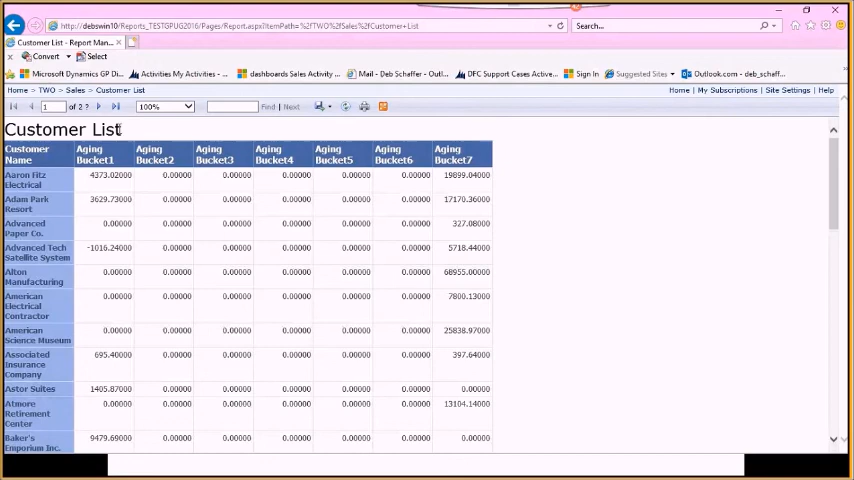 http://debswin10/Reports_TESTGPUG2016/Pages/Report.aspx?ItemPath=%2fTWO%2fSales%2fCustomer+List
Search...
Customer List - Report Man...
x Convert Select
Microsoft Dynamics GP Di... Activities My Activities - ... dashboards Sales Activity ... Mail - Deb Schaffer - Outl... DFC Support Cases Active... Sign In Suggested Sites Outlook.com - deb_schaf...
Home > TWO > Sales > Customer List Home | My Subscriptions | Site Settings | Help
1 of 2 ? 100% Find | Next
Customer List
Customer Name Aging Bucket1 Aging Bucket2 Aging Bucket3 Aging Bucket4 Aging Bucket5 Aging Bucket6 Aging Bucket7
Aaron Fitz Electrical 4373.02000 0.00000 0.00000 0.00000 0.00000 0.00000 19899.04000
Adam Park Resort 3629.73000 0.00000 0.00000 0.00000 0.00000 0.00000 17170.36000
Advanced Paper Co. 0.00000 0.00000 0.00000 0.00000 0.00000 0.00000 327.08000
Advanced Tech Satellite System -1016.24000 0.00000 0.00000 0.00000 0.00000 0.00000 5718.44000
Alton Manufacturing 0.00000 0.00000 0.00000 0.00000 0.00000 0.00000 68955.00000
American Electrical Contractor 0.00000 0.00000 0.00000 0.00000 0.00000 0.00000 7800.13000
American Science Museum 0.00000 0.00000 0.00000 0.00000 0.00000 0.00000 25838.97000
Associated Insurance Company 695.40000 0.00000 0.00000 0.00000 0.00000 0.00000 397.64000
Astor Suites 1405.87000 0.00000 0.00000 0.00000 0.00000 0.00000 0.00000
Atmore Retirement Center 0.00000 0.00000 0.00000 0.00000 0.00000 0.00000 13104.14000
Baker's Emporium Inc. 9479.69000 0.00000 0.00000 0.00000 0.00000 0.00000 0.00000